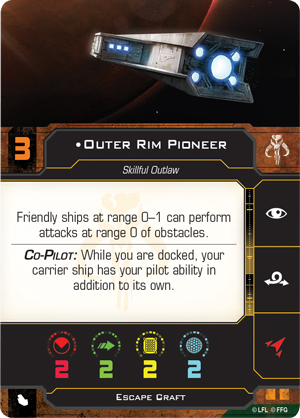 3
•Outer Rim Pioneer
Skillful Outlaw
Friendly ships at range 0–1 can perform
attacks at range 0 of obstacles.
Co-Pilot: While you are docked, your
carrier ship has your pilot ability in
addition to its own.
2 2 2 2
Escape Craft
©LFL ©FFG